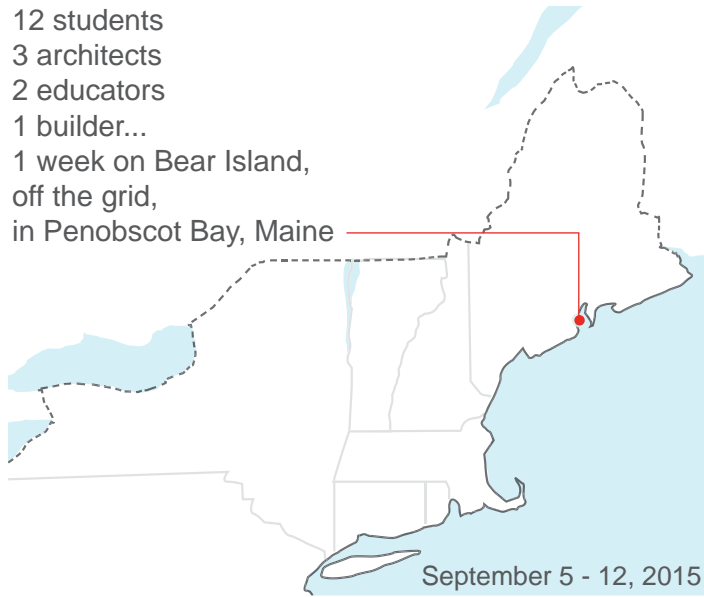 12 students
3 architects
2 educators
1 builder...
1 week on Bear Island,
off the grid,
in Penobscot Bay, Maine
September 5 - 12, 2015